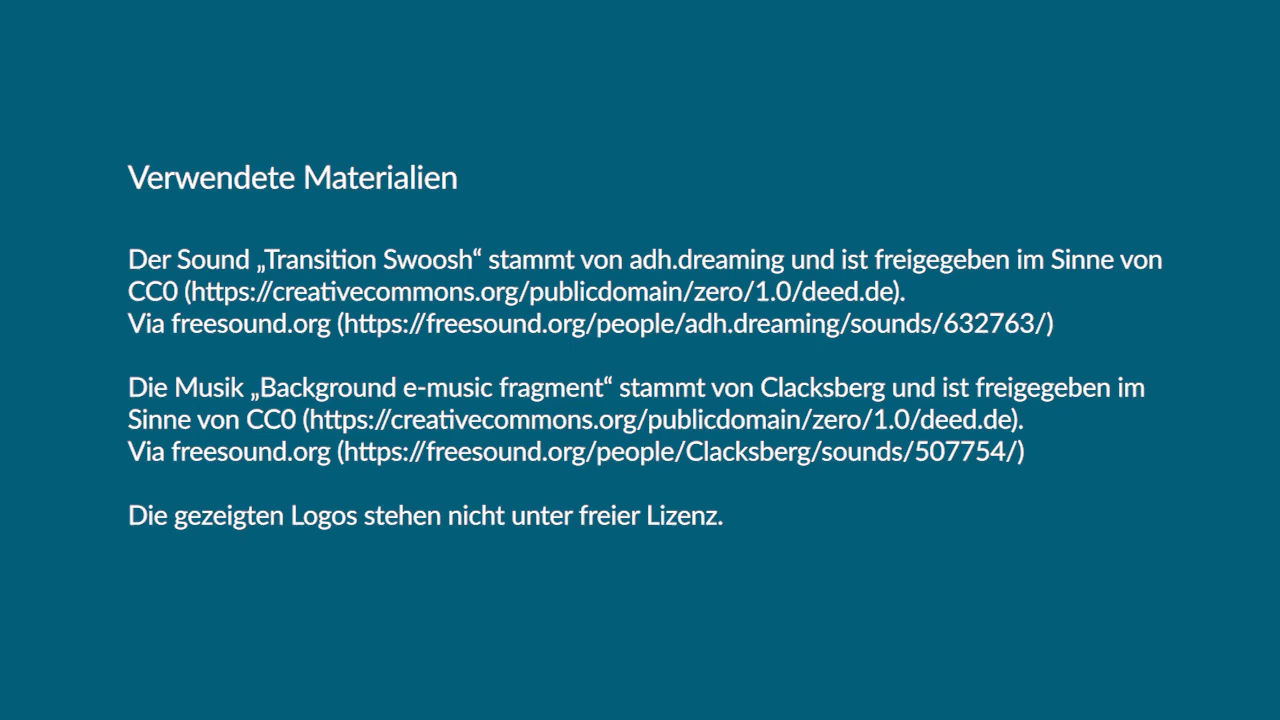 Verwendete Materialien
Der Sound „Transition Swoosh“ stammt von adh.dreaming und ist freigegeben im Sinne von
CC0 (https://creativecommons.org/publicdomain/zero/1.0/deed.de).
Via freesound.org (https://freesound.org/people/adh.dreaming/sounds/632763/)
Die Musik „Background e-music fragment“ stammt von Clacksberg und ist freigegeben im
Sinne von CC0 (https://creativecommons.org/publicdomain/zero/1.0/deed.de).
Via freesound.org (https://freesound.org/people/Clacksberg/sounds/507754/)
Die gezeigten Logos stehen nicht unter freier Lizenz.